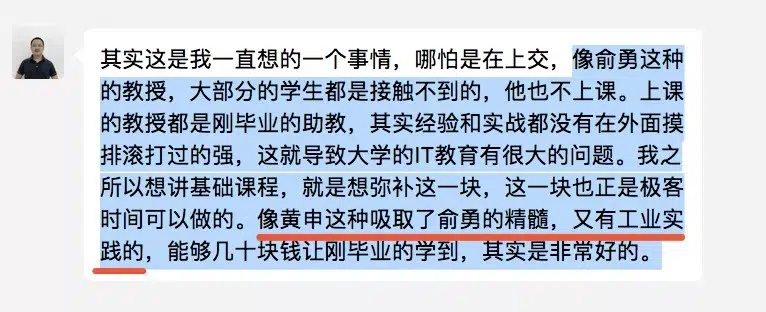 其实这是我一直想的一个事情，哪怕是在上交，像俞勇这种
的教授，大部分的学生都是接触不到的，他也不上课。上课
的教授都是刚毕业的助教，其实经验和实战都没有在外面摸
排滚打过的强，这就导致大学的IT教育有很大的问题。我之
所以想讲基础课程，就是想弥补这一块，这一块也正是极客
时间可以做的。像黄申这种吸取了俞勇的精髓，又有工业实
践的，能够几十块钱让刚毕业的学到，其实是非常好的。